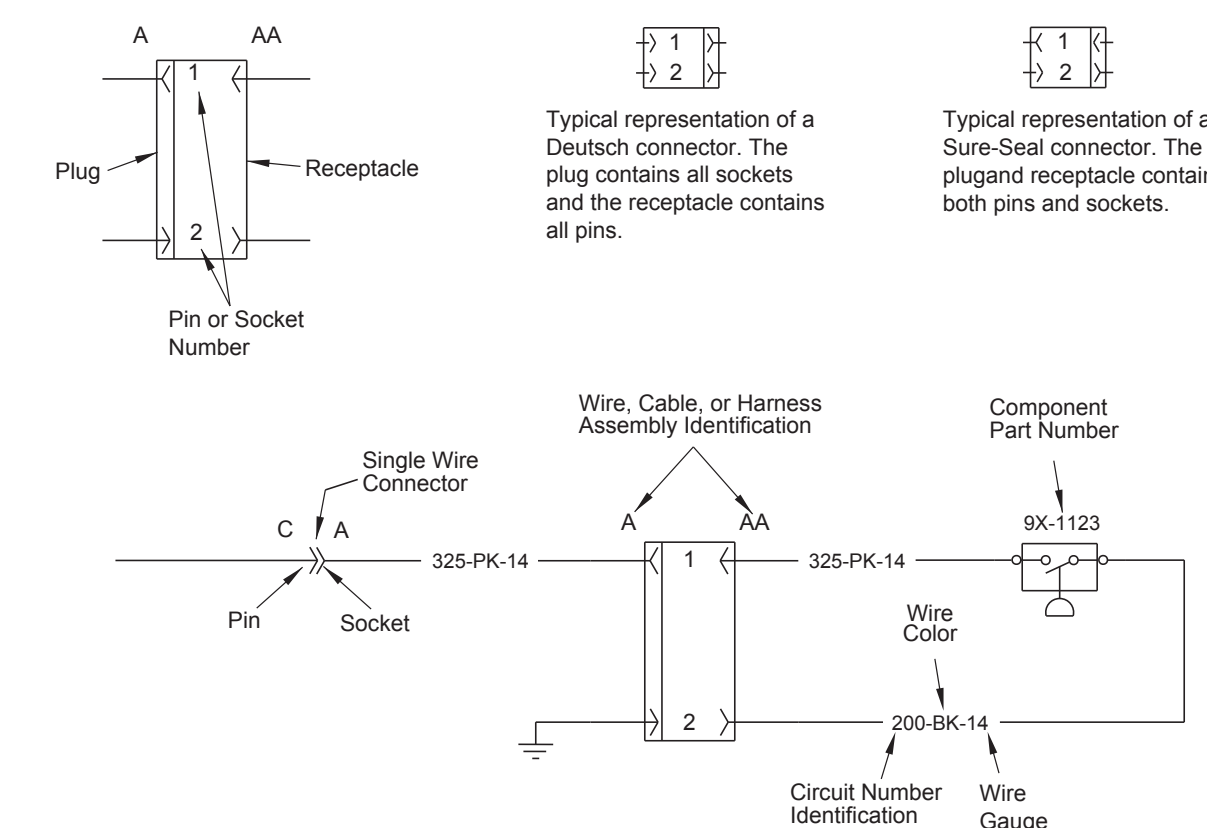 A
AA
1
Plug
Receptacle
2
Pin or Socket
Number
1
2
Typical representation of a
Deutsch connector. The
plug contains all sockets
and the receptacle contains
all pins.
1
2
Typical representation of a
Sure-Seal connector. The
plugand receptacle contain
both pins and sockets.
Wire, Cable, or Harness
Assembly Identification
Component
Part Number
Single Wire
Connector
C
A
A
AA
9X-1123
325-PK-14
1
325-PK-14
Pin
Socket
Wire
Color
2
200-BK-14
Circuit Number
Identification
Wire
Gauge